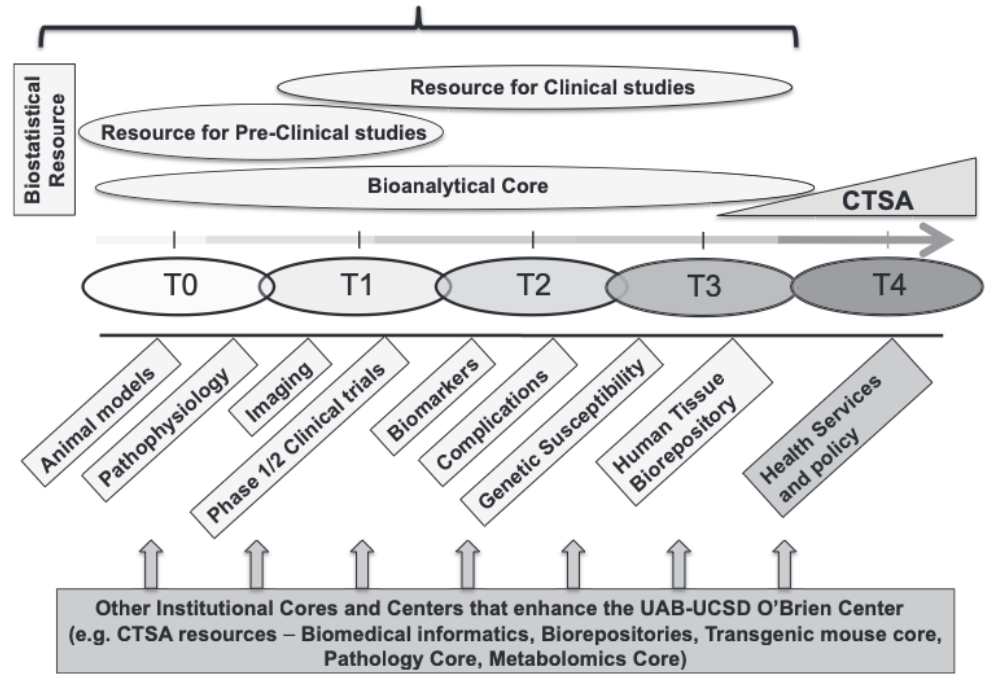 Biostatistical
Resource
Resource for Clinical studies
Resource for Pre-Clinical studies
Bioanalytical Core
CTSA
T0
T1
T2
T3
T4
Animal models
Pathophysiology
Imaging
Phase 1/2 Clinical trials
Biomarkers
Complications
Genetic Susceptibility
Human Tissue
Biorepository
Health Services
and policy
Other Institutional Cores and Centers that enhance the UAB-UCSD O’Brien Center
(e.g. CTSA resources – Biomedical informatics, Biorepositories, Transgenic mouse core,
Pathology Core, Metabolomics Core)